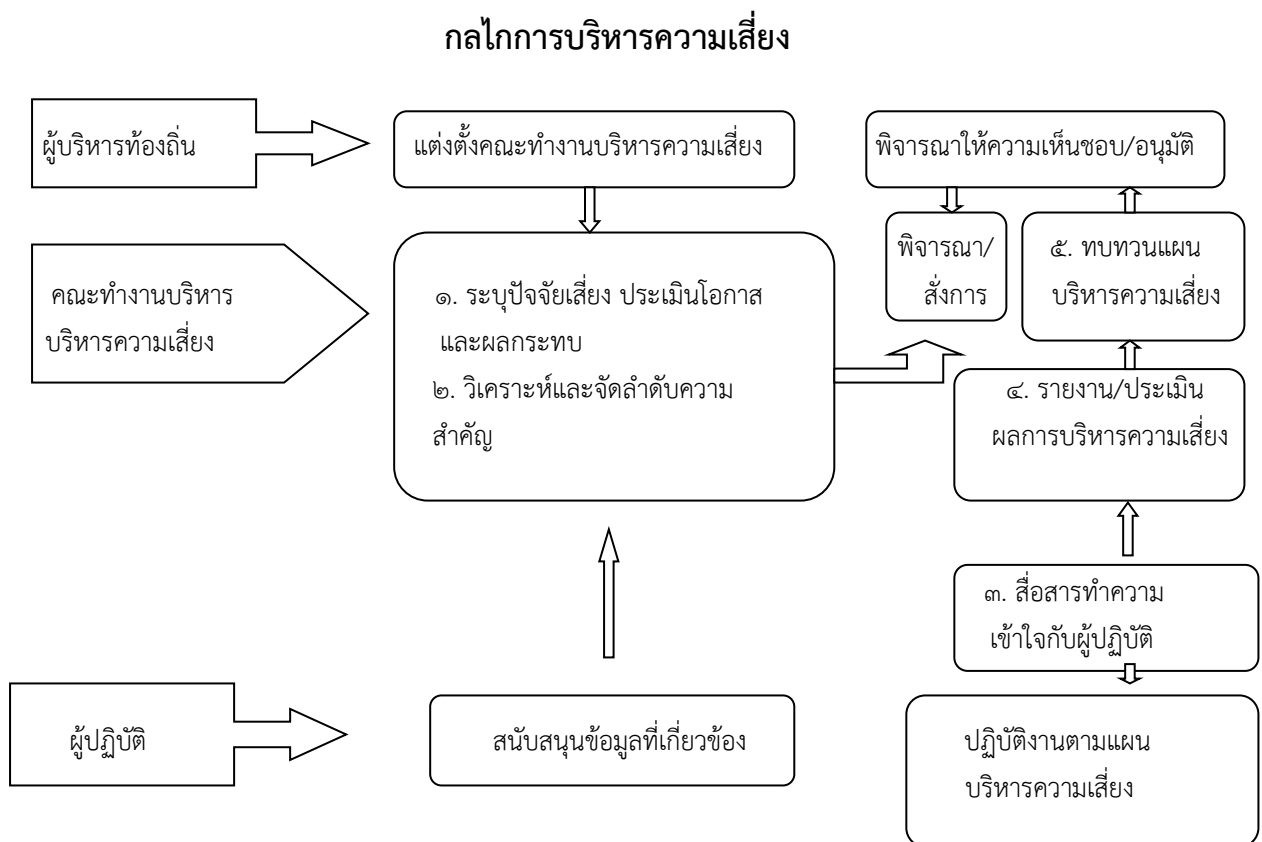 กลไกการบริหารความเสี่ยง
ผู้บริหารท้องถิ่น
แต่งตั้งคณะทำงานบริหารความเสี่ยง
พิจารณาให้ความเห็นชอบ/อนุมัติ
คณะทำงานบริหาร
บริหารความเสี่ยง
๑. ระบุปัจจัยเสี่ยง ประเมินโอกาส
และผลกระทบ
๒. วิเคราะห์และจัดลำดับความ
สำคัญ
พิจารณา/
สั่งการ
๕. ทบทวนแผน
บริหารความเสี่ยง
๔. รายงาน/ประเมิน
ผลการบริหารความเสี่ยง
๓. สื่อสารทำความ
เข้าใจกับผู้ปฏิบัติ
ผู้ปฏิบัติ
สนับสนุนข้อมูลที่เกี่ยวข้อง
ปฏิบัติงานตามแผน
บริหารความเสี่ยง